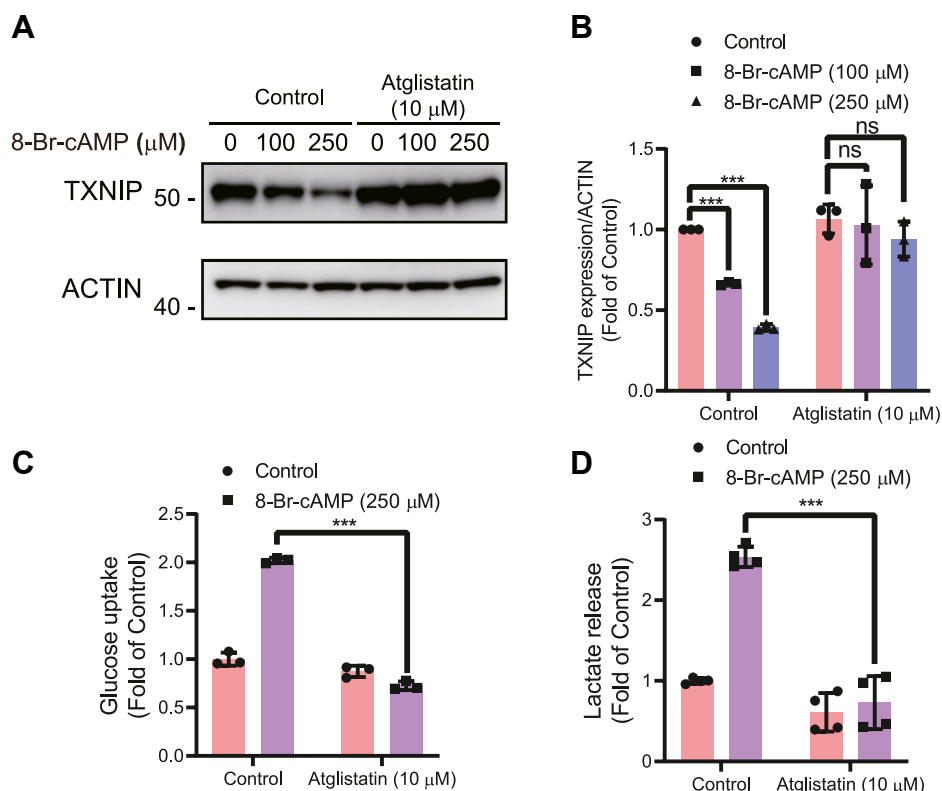 A
Control
Atglistatin
(10 μM)
8-Br-cAMP (μM)
0 100 250 0 100 250
TXNIP
50 -
ACTIN
40 -
B
Control
8-Br-cAMP (100 μM)
8-Br-cAMP (250 μM)
TXNIP expression/ACTIN
(Fold of Control)
1.5
1.0
0.5
0.0
***
***
ns
ns
Control
Atglistatin (10 μM)
C
Control
8-Br-cAMP (250 μM)
Glucose uptake
(Fold of Control)
2.5
2.0
1.5
1.0
0.5
0.0
***
Control
Atglistatin (10 μM)
D
Control
8-Br-cAMP (250 μM)
Lactate release
(Fold of Control)
3
2
1
0
***
Control
Atglistatin (10 μM)